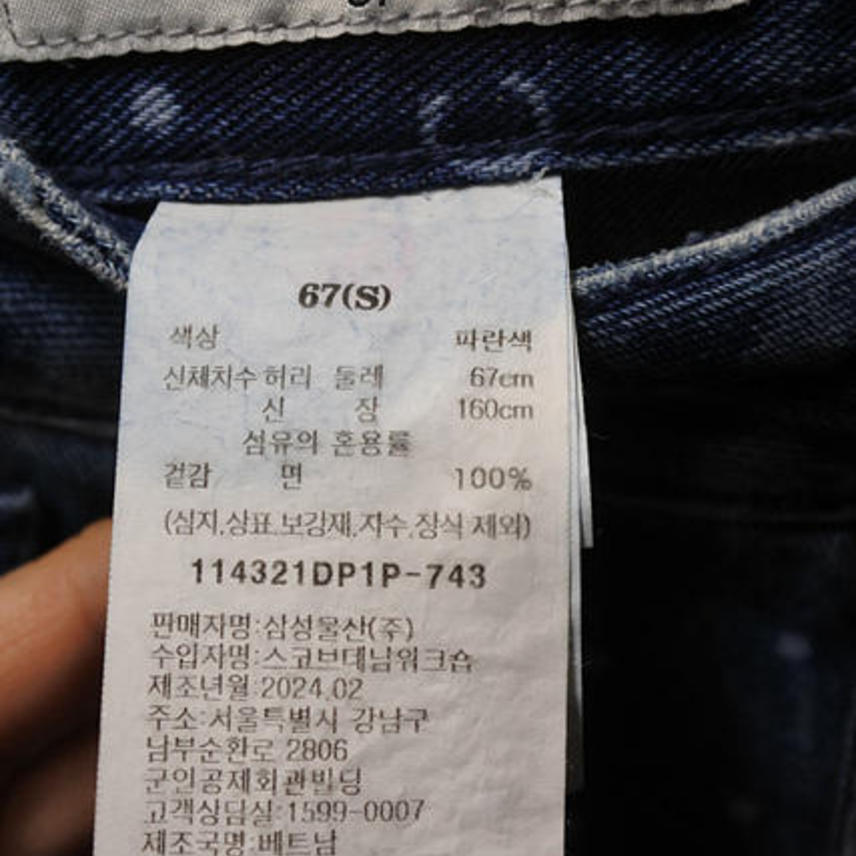 67(S)
색상 파란색
신체치수 허리 둘레 67cm
신 장 160cm
섬유의 혼용률
겉감 면 100%
(심지,상표,보강재,자수,장식 제외)
114321DP1P-743
판매자명:삼성물산(주)
수입자명:스코브데님워크숍
제조년월:2024.02
주소:서울특별시 강남구
남부순환로 2806
군인공제회관빌딩
고객상담실:1599-0007
제조국명:베트남